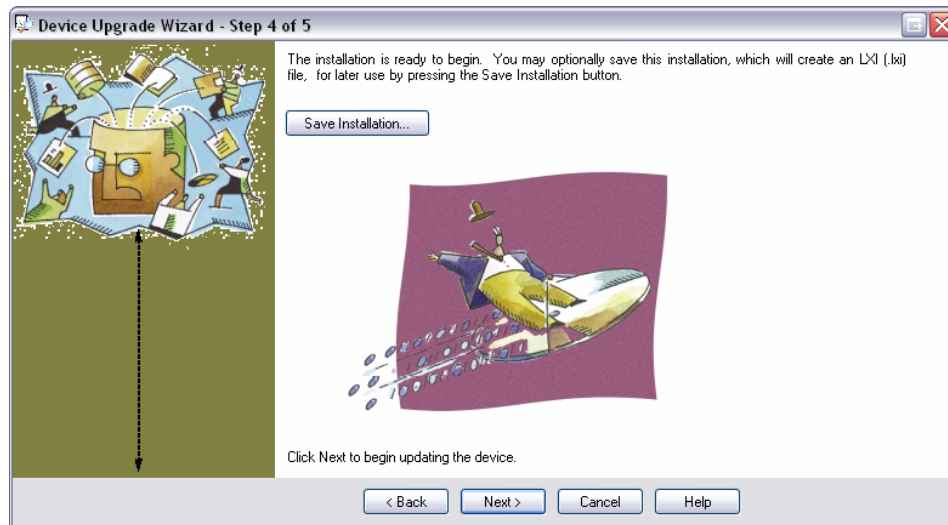 Device Upgrade Wizard - Step 4 of 5
The installation is ready to begin. You may optionally save this installation, which will create an LXI (.lxi)
file, for later use by pressing the Save Installation button.
Save Installation...
Click Next to begin updating the device.
< Back
Next >
Cancel
Help